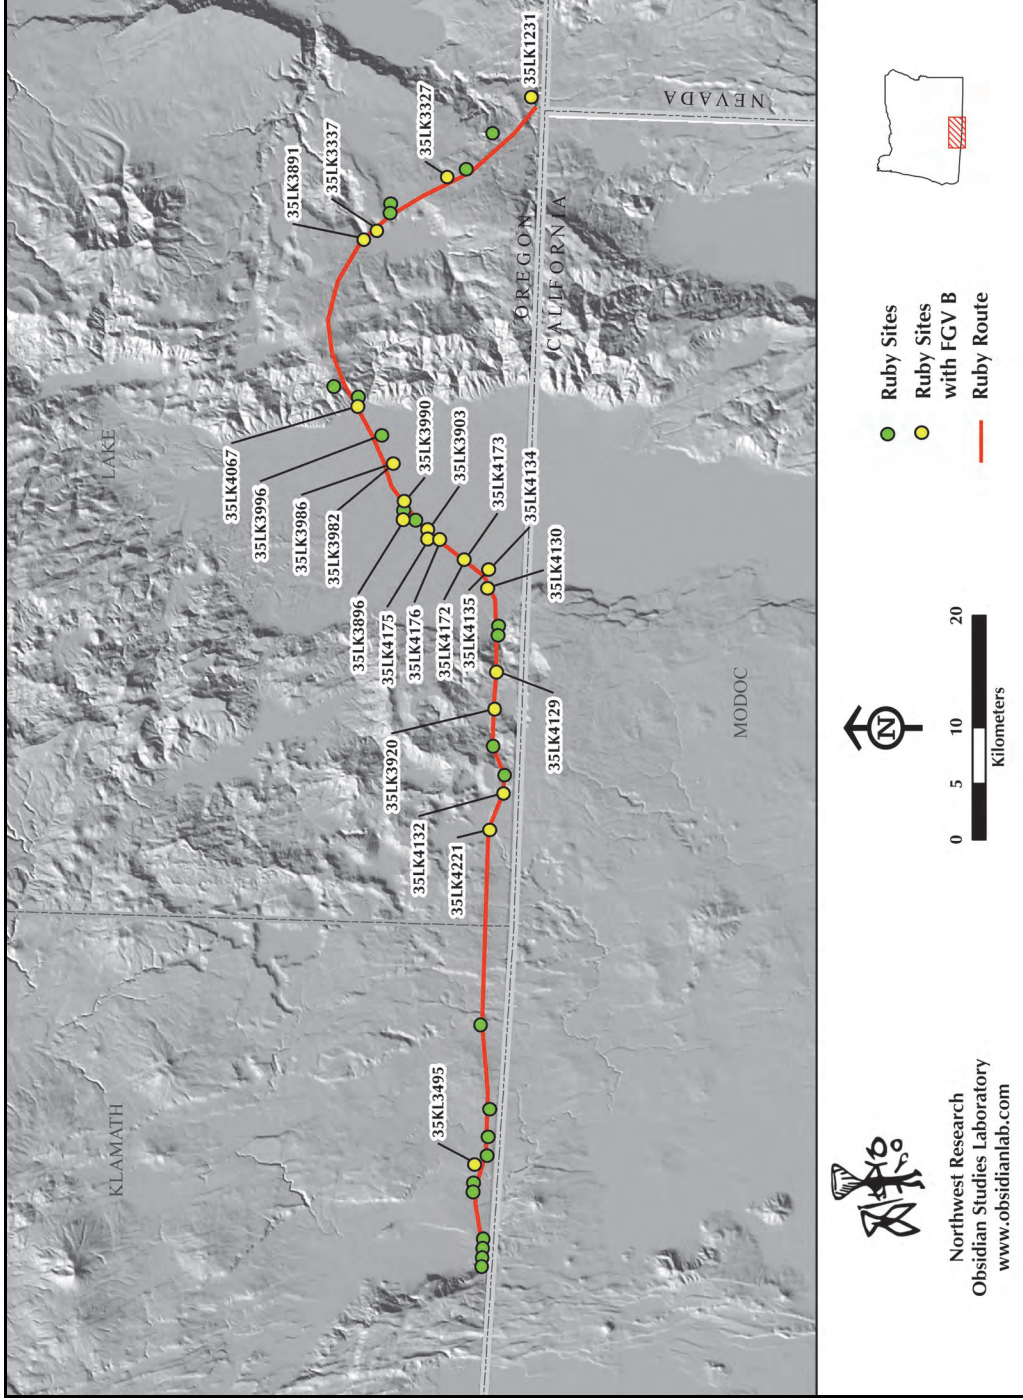 KLAMATH
LAKE
MODOC
OREGON
CALIFORNIA
NEVADA
35KL3495
35LK4221
35LK4132
35LK3920
35LK4129
35LK4130
35LK4135
35LK4134
35LK4172
35LK4173
35LK4176
35LK4175
35LK3903
35LK3896
35LK3990
35LK3982
35LK3986
35LK3996
35LK4067
35LK3891
35LK3337
35LK3327
35LK1231
Northwest Research
Obsidian Studies Laboratory
www.obsidianlab.com
N
0 5 10 20
Kilometers
Ruby Sites
Ruby Sites
with FGV B
Ruby Route